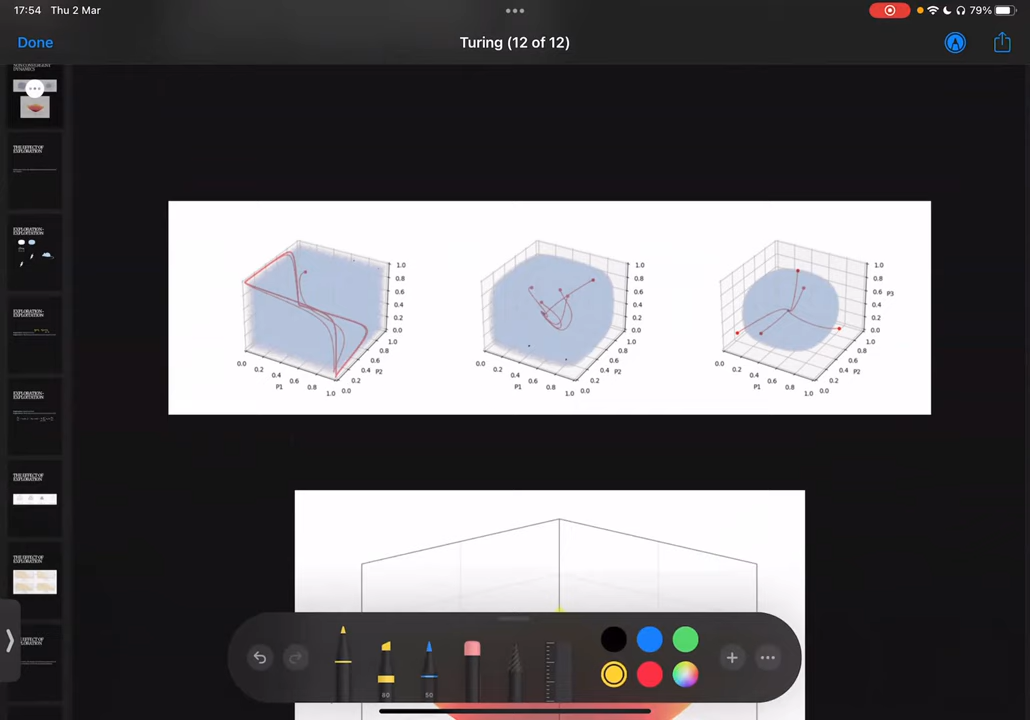 17:54 Thu 2 Mar
79%
Done
Turing (12 of 12)
NONCONVERGENT
DYNAMICS
THE EFFECT OF
EXPLORATION
EXPLORATION-
EXPLOITATION
EXPLORATION-
EXPLOITATION
EXPLORATION-
EXPLOITATION
THE EFFECT OF
EXPLORATION
THE EFFECT OF
EXPLORATION
THE EFFECT OF
EXPLORATION
1.0
0.8
0.6
0.4
0.2
0.0
1.0
0.8
0.6
0.4
P2
0.2
0.0
0.0
0.2
0.4
0.6
0.8
1.0
P1
1.0
0.8
0.6
0.4
0.2
0.0
1.0
0.8
0.6
0.4
P2
0.2
0.0
0.0
0.2
0.4
0.6
0.8
1.0
P1
1.0
0.8
0.6
P3
0.4
0.2
0.0
1.0
0.8
0.6
0.4
P2
0.2
0.0
0.0
0.2
0.4
0.6
0.8
1.0
P1
80
50